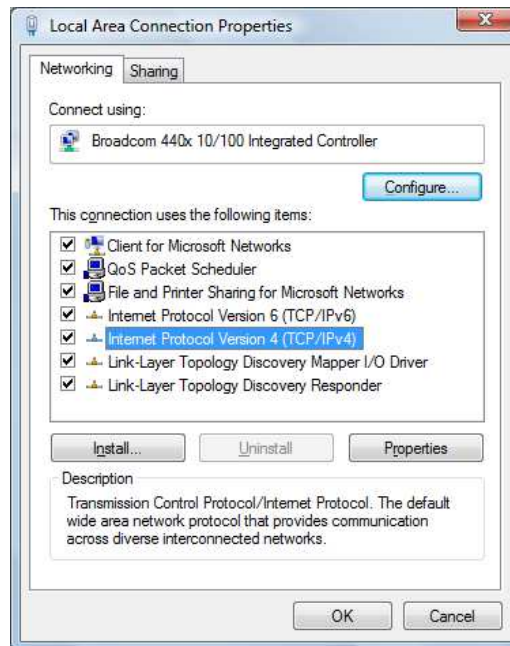 Local Area Connection Properties
Networking
Sharing
Connect using:
Broadcom 440x 10/100 Integrated Controller
Configure...
This connection uses the following items:
Client for Microsoft Networks
QoS Packet Scheduler
File and Printer Sharing for Microsoft Networks
Internet Protocol Version 6 (TCP/IPv6)
Internet Protocol Version 4 (TCP/IPv4)
Link-Layer Topology Discovery Mapper I/O Driver
Link-Layer Topology Discovery Responder
Install...
Uninstall
Properties
Description
Transmission Control Protocol/Internet Protocol. The default
wide area network protocol that provides communication
across diverse interconnected networks.
OK
Cancel